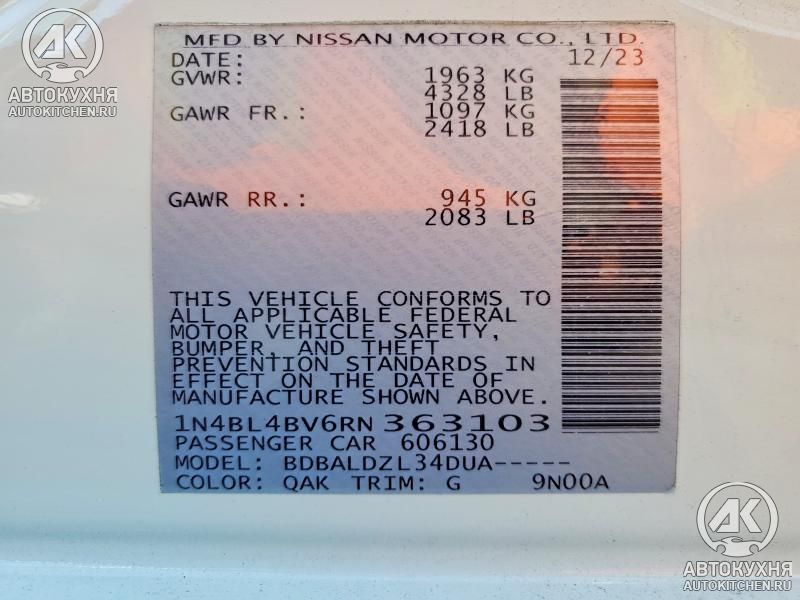 AK
АВТОКУХНЯ
AUTOKITCHEN.RU
MFD BY NISSAN MOTOR CO., LTD.
DATE: 12/23
GVWR: 1963 KG
4328 LB
GAWR FR.: 1097 KG
2418 LB
GAWR RR.: 945 KG
2083 LB
THIS VEHICLE CONFORMS TO
ALL APPLICABLE FEDERAL
MOTOR VEHICLE SAFETY,
BUMPER, AND THEFT
PREVENTION STANDARDS IN
EFFECT ON THE DATE OF
MANUFACTURE SHOWN ABOVE.
1N4BL4BV6RN363103
PASSENGER CAR 606130
MODEL: BDBALDZL34DUA-----
COLOR: QAK TRIM: G 9N00A
AK
АВТОКУХНЯ
AUTOKITCHEN.RU